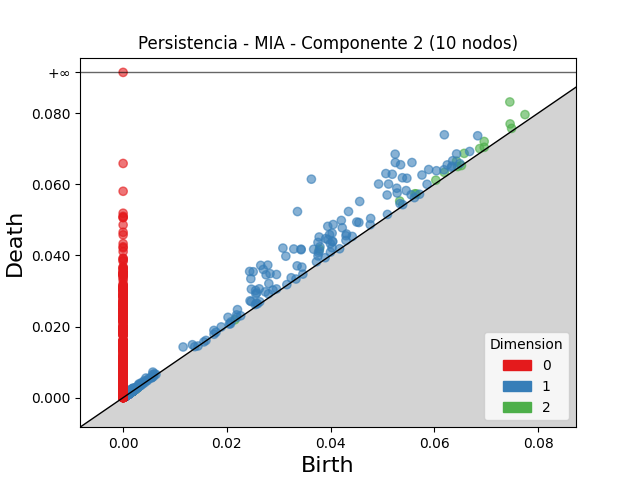 Persistencia - MIA - Componente 2 (10 nodos)
+∞
0.080
0.060
0.040
0.020
0.000
Death
0.00 0.02 0.04 0.06 0.08
Birth
Dimension
0
1
2